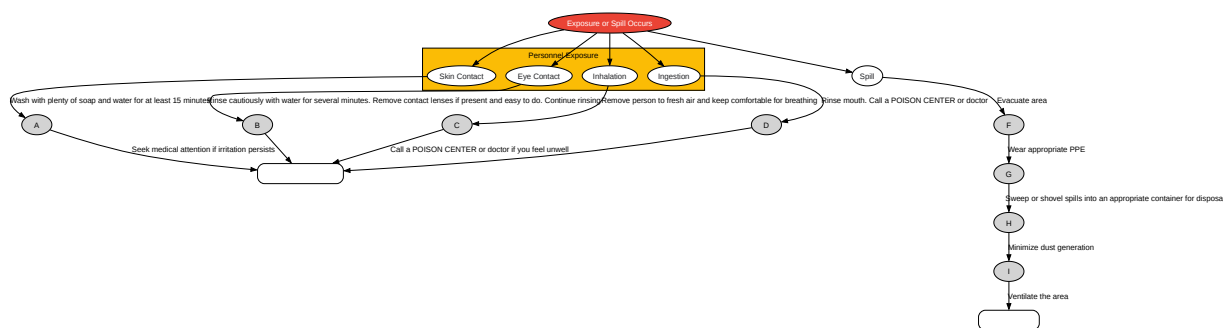 Exposure or Spill Occurs
Personnel Exposure
Skin Contact
Eye Contact
Inhalation
Ingestion
Spill
Wash with plenty of soap and water for at least 15 minutes
Rinse cautiously with water for several minutes. Remove contact lenses if present and easy to do. Continue rinsing
Remove person to fresh air and keep comfortable for breathing
Rinse mouth. Call a POISON CENTER or doctor
Evacuate area
A
B
C
D
F
Seek medical attention if irritation persists
Call a POISON CENTER or doctor if you feel unwell
Wear appropriate PPE
G
Sweep or shovel spills into an appropriate container for disposa
H
Minimize dust generation
I
Ventilate the area